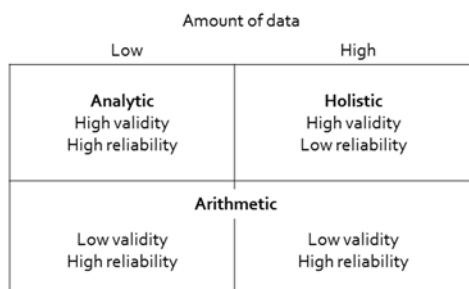 Amount of data
Low High
Analytic Holistic
High validity High validity
High reliability Low reliability
Arithmetic
Low validity Low validity
High reliability High reliability